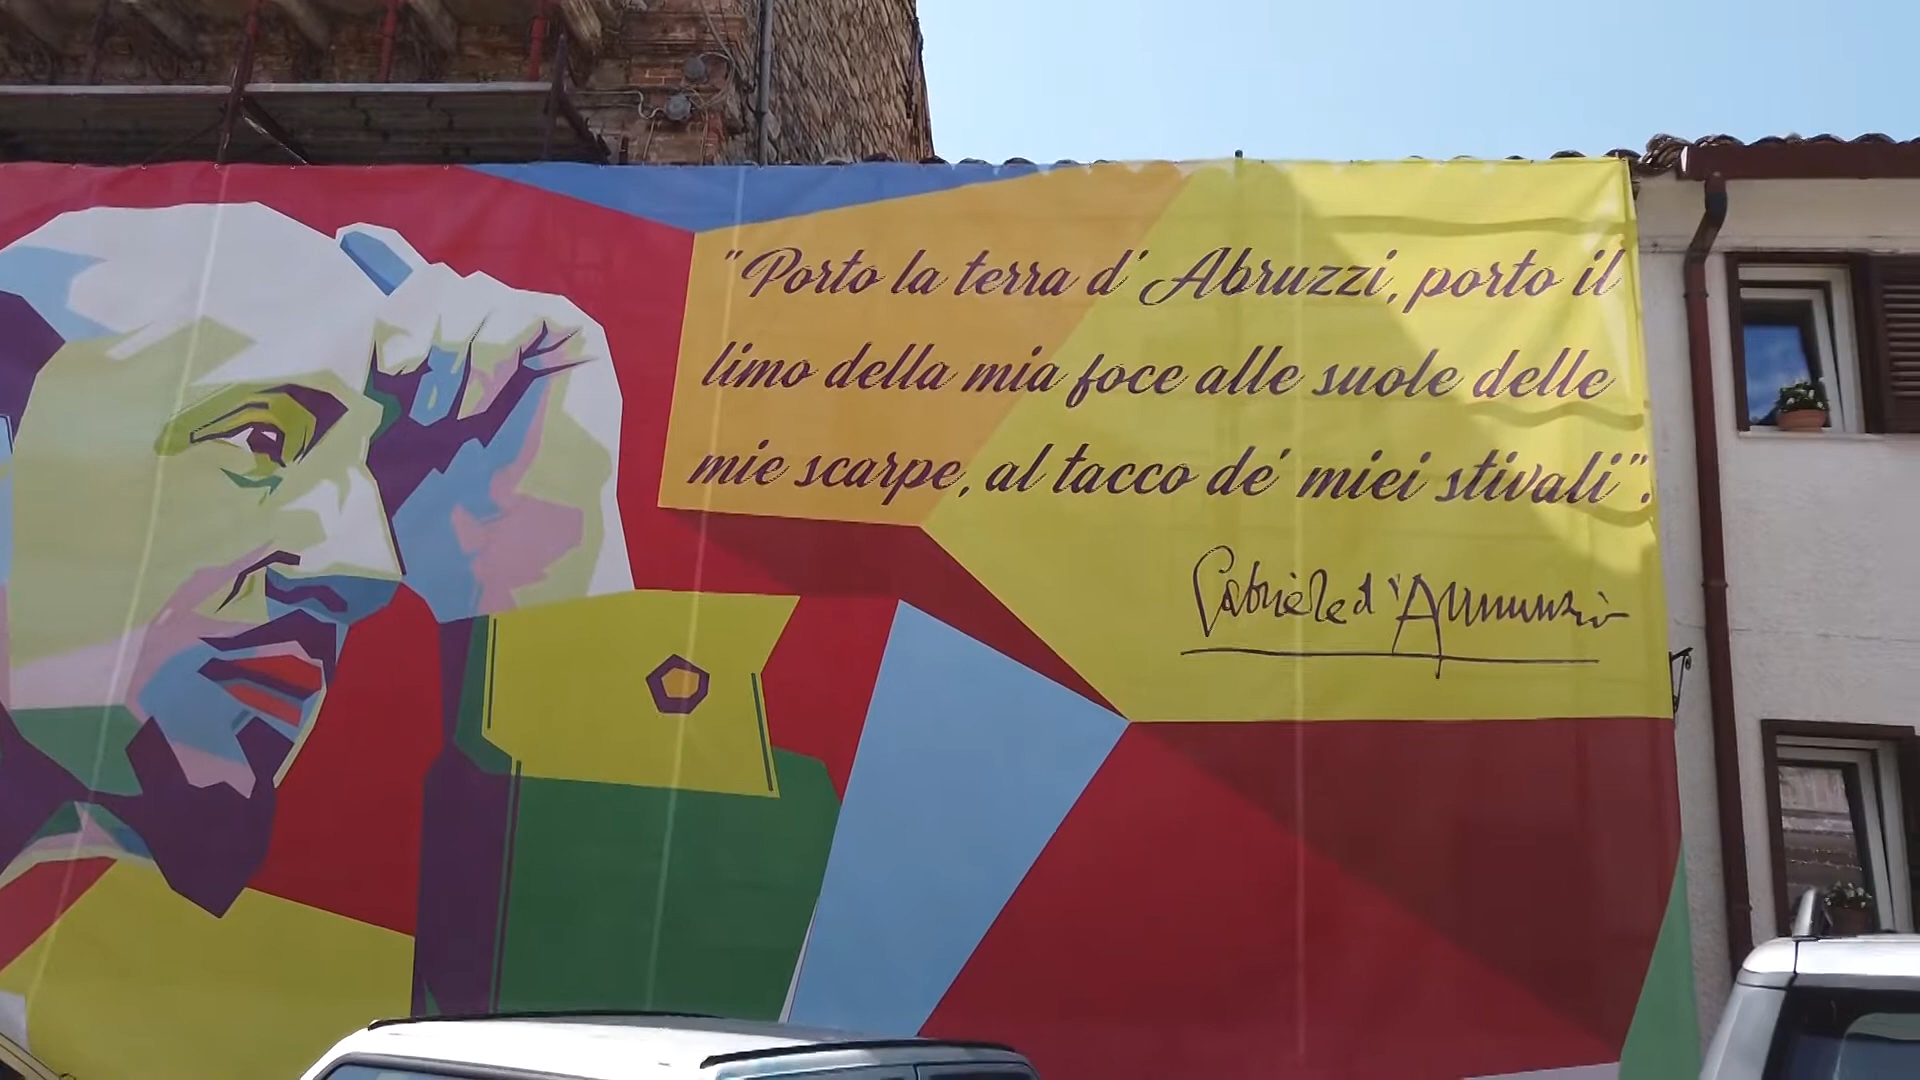 "Porto la terra d' Abruzzi, porto il
limo della mia foce alle suole delle
mie scarpe, al tacco de' miei stivali".
Gabriele d'Annunzio